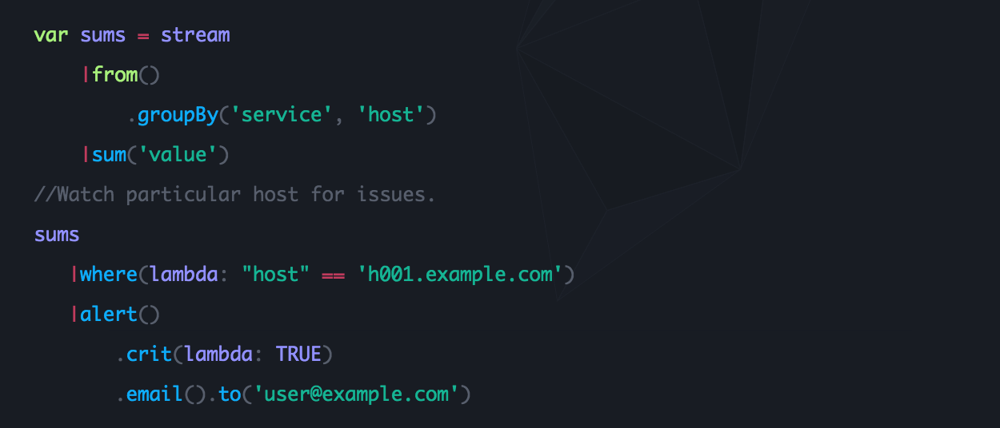 var sums = stream
|from()
.groupBy('service', 'host')
|sum('value')
//Watch particular host for issues.
sums
|where(lambda: "host" == 'h001.example.com')
|alert()
.crit(lambda: TRUE)
.email().to('user@example.com')